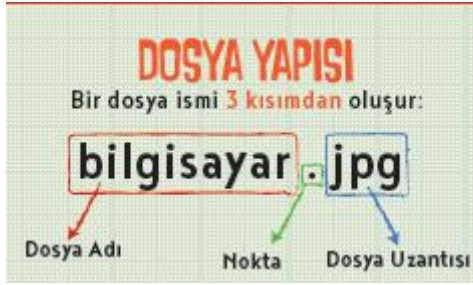 DOSYA YAPISI
Bir dosya ismi 3 kısımdan oluşur:
bilgisayar.jpg
Dosya Adı Nokta Dosya Uzantısı